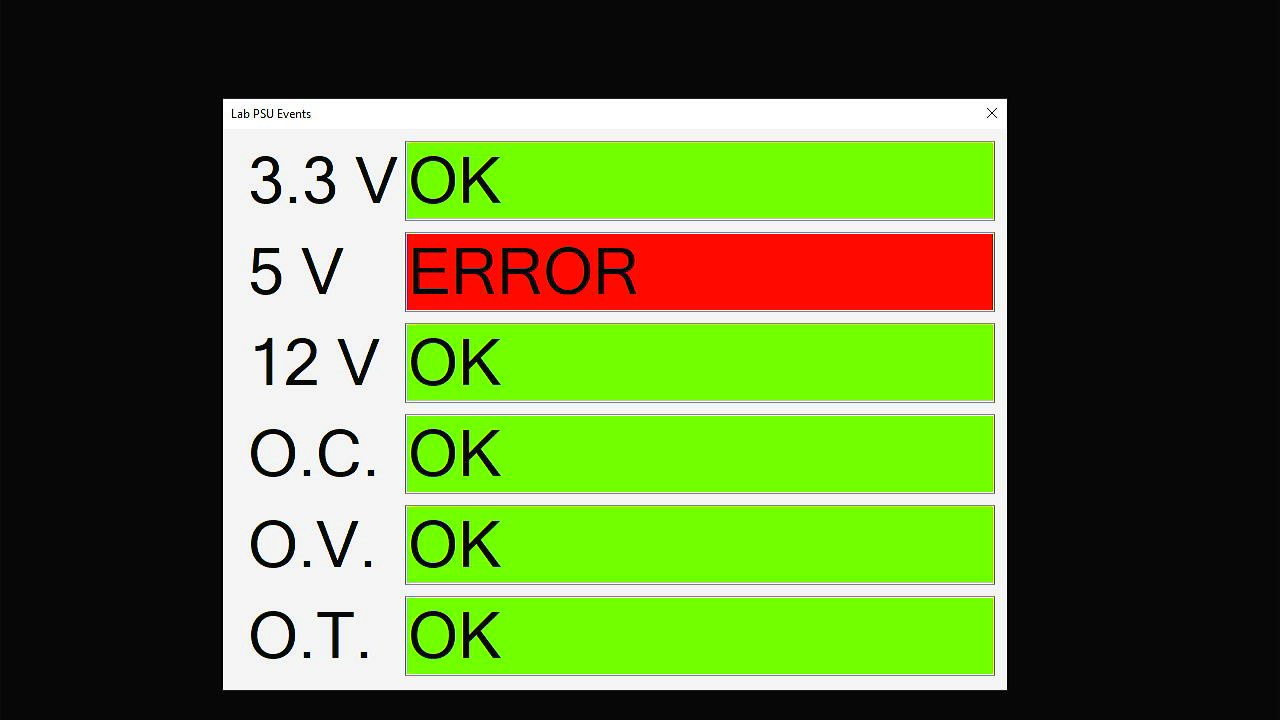 Lab PSU Events
3.3 V OK
5 V ERROR
12 V OK
O.C. OK
O.V. OK
O.T. OK